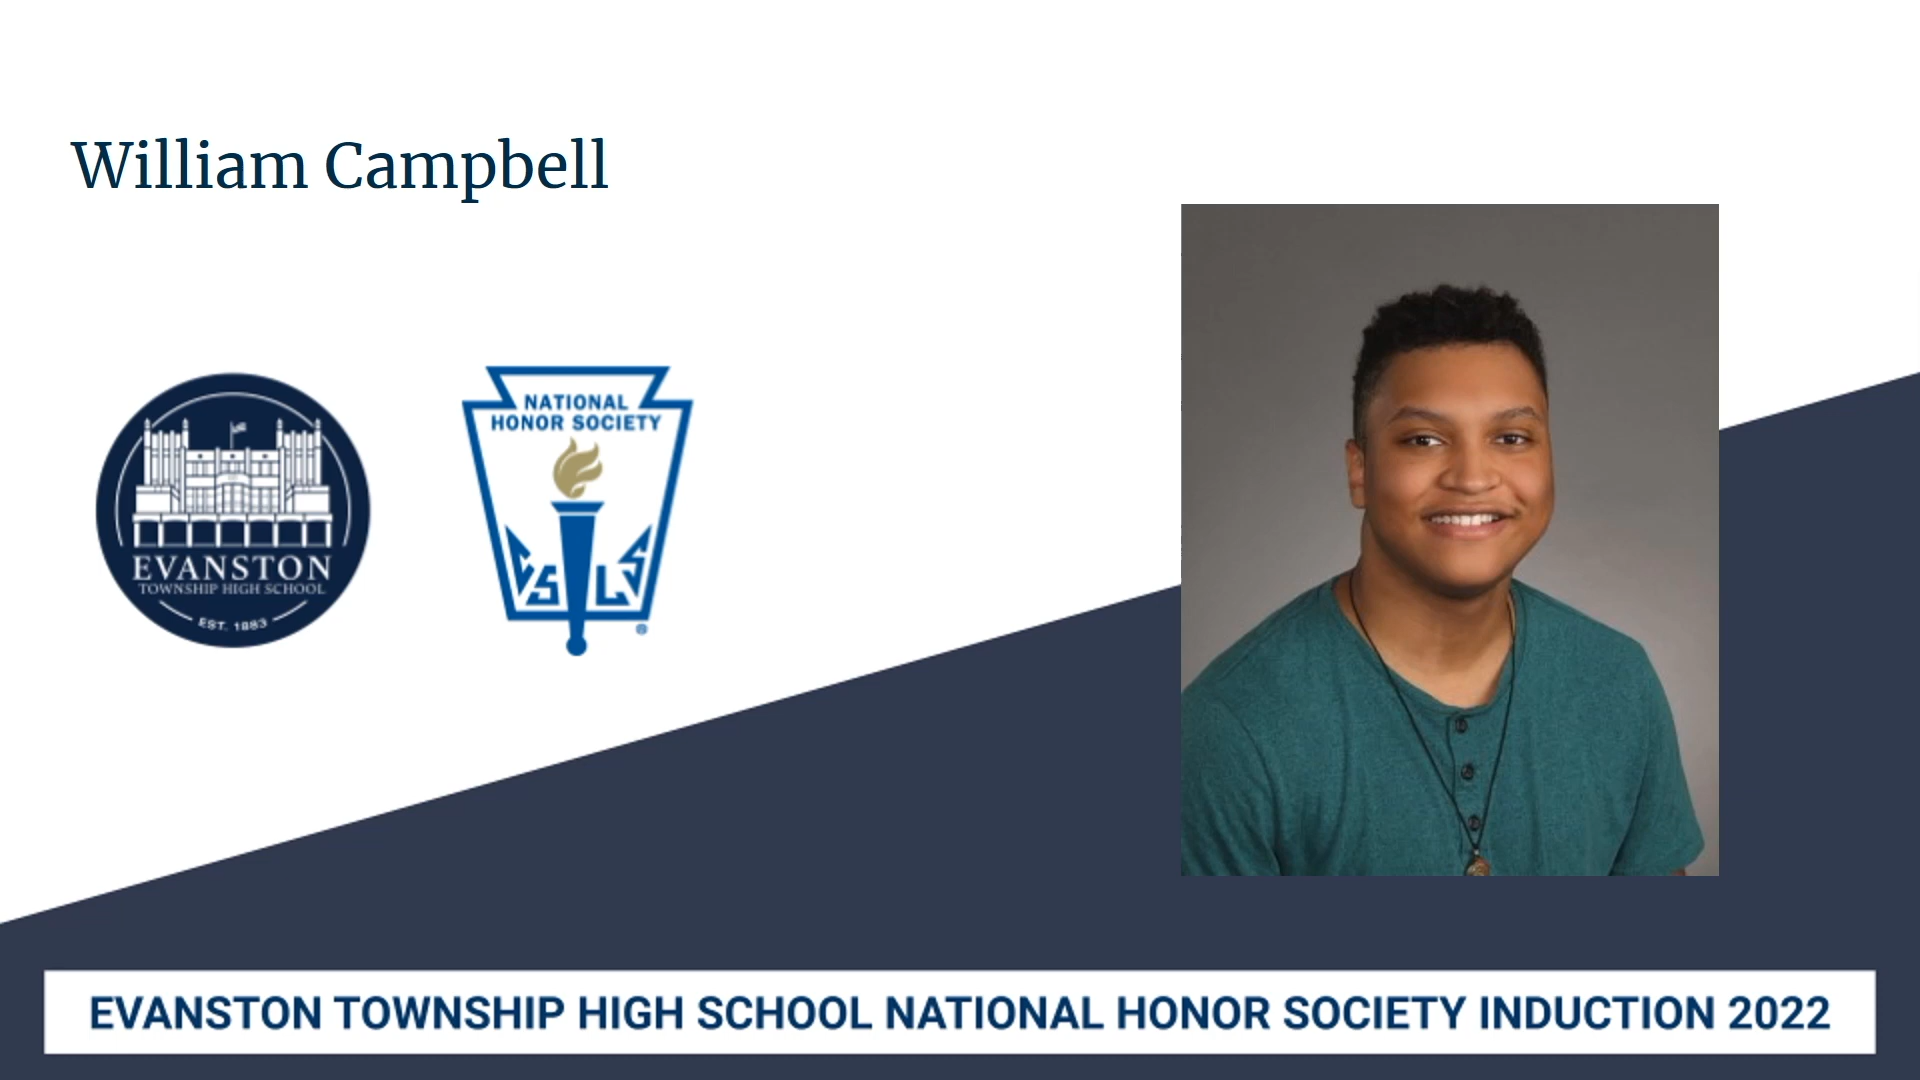 William Campbell
EVANSTON
TOWNSHIP HIGH SCHOOL
EST. 1883
NATIONAL
HONOR SOCIETY
C S L S
®
EVANSTON TOWNSHIP HIGH SCHOOL NATIONAL HONOR SOCIETY INDUCTION 2022